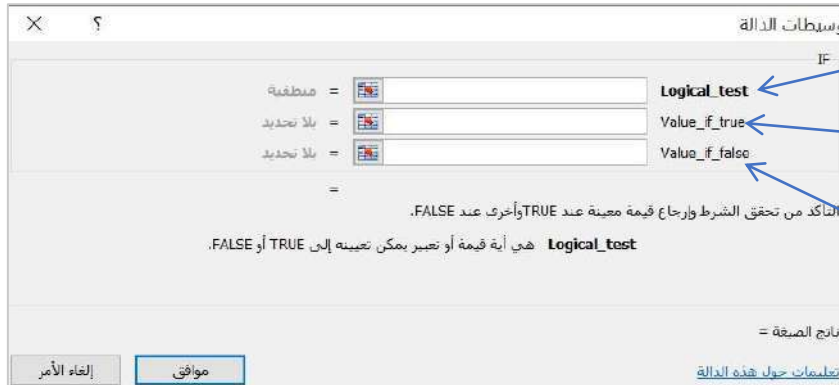 وسيطات الدالة ؟ ×
IF
Logical_test = منطقية
Value_if_true = بلا تحديد
Value_if_false = بلا تحديد
=
التأكد من تحقق الشرط وإرجاع قيمة معينة عند TRUE وأخرى عند FALSE.
Logical_test هي أية قيمة أو تعبير يمكن تعيينه إلى TRUE أو FALSE.
ناتج الصيغة =
تعليمات حول هذه الدالة
موافق إلغاء الأمر